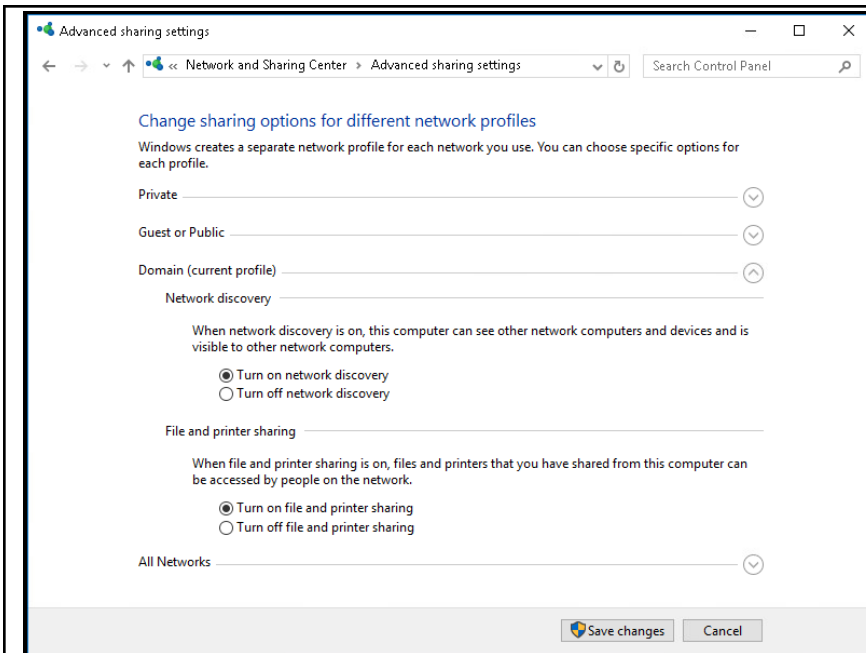 Advanced sharing settings
« Network and Sharing Center > Advanced sharing settings
Search Control Panel
Change sharing options for different network profiles
Windows creates a separate network profile for each network you use. You can choose specific options for
each profile.
Private
Guest or Public
Domain (current profile)
Network discovery
When network discovery is on, this computer can see other network computers and devices and is
visible to other network computers.
Turn on network discovery
Turn off network discovery
File and printer sharing
When file and printer sharing is on, files and printers that you have shared from this computer can
be accessed by people on the network.
Turn on file and printer sharing
Turn off file and printer sharing
All Networks
Save changes
Cancel